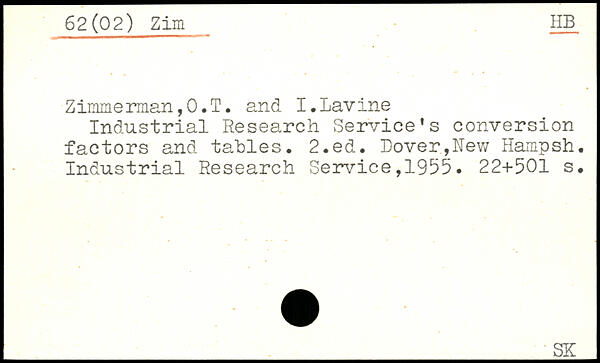 62(02) Zim HB
Zimmerman,O.T. and I.Lavine
Industrial Research Service's conversion
factors and tables. 2.ed. Dover,New Hampsh.
Industrial Research Service,1955. 22+501 s.
SK